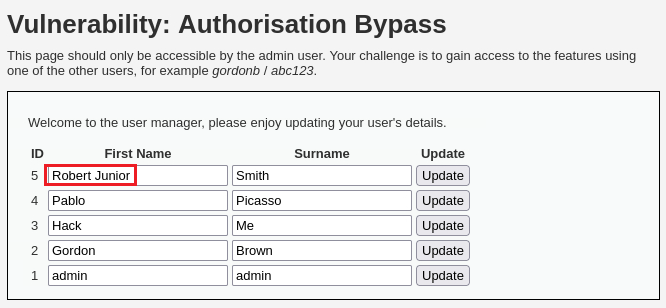 Vulnerability: Authorisation Bypass
This page should only be accessible by the admin user. Your challenge is to gain access to the features using
one of the other users, for example gordonb / abc123.
Welcome to the user manager, please enjoy updating your user's details.
ID First Name Surname Update
5 Robert Junior Smith Update
4 Pablo Picasso Update
3 Hack Me Update
2 Gordon Brown Update
1 admin admin Update